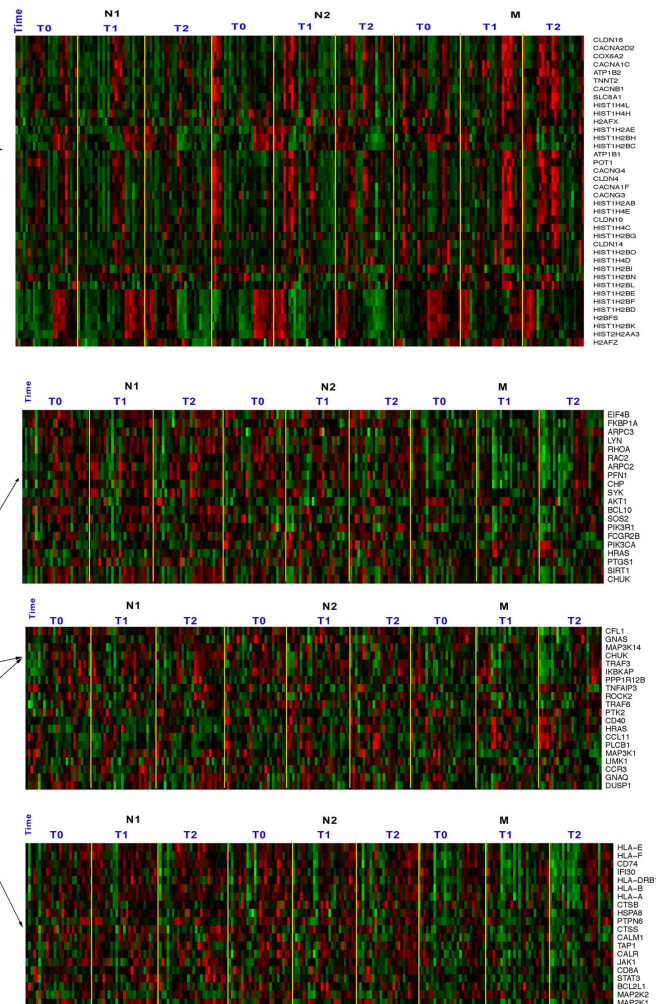 Time N1 N2 M
T0 T1 T2 T0 T1 T2 T0 T1 T2
CLDN16
CACNA2D2
COX6A2
CACNA1C
ATP1B2
TNNT2
CACNB1
SLC8A1
HIST1H4L
HIST1H4H
H2AFX
HIST1H2AE
HIST1H2BH
HIST1H2BC
ATP1B1
POT1
CACNG4
CLDN4
CACNA1F
CACNG3
HIST1H2AB
HIST1H4E
CLDN10
HIST1H4C
HIST1H2BG
CLDN14
HIST1H2BO
HIST1H4D
HIST1H2BI
HIST1H2BN
HIST1H2BL
HIST1H2BE
HIST1H2BF
HIST1H2BD
H2BFS
HIST1H2BK
HIST2H2AA3
H2AFZ
Time N1 N2 M
T0 T1 T2 T0 T1 T2 T0 T1 T2
EIF4B
FKBP1A
ARPC3
LYN
RHOA
RAC2
ARPC2
PFN1
CHP
SYK
AKT1
BCL10
SOS2
PIK3R1
FCGR2B
PIK3CA
HRAS
PTGS1
SIRT1
CHUK
Time N1 N2 M
T0 T1 T2 T0 T1 T2 T0 T1 T2
CFL1
GNAS
MAP3K14
CHUK
TRAF3
IKBKAP
PPP1R12B
TNFAIP3
ROCK2
TRAF6
PTK2
CD40
HRAS
CCL11
PLCB1
MAP3K1
LIMK1
CCR3
GNAQ
DUSP1
Time N1 N2 M
T0 T1 T2 T0 T1 T2 T0 T1 T2
HLA-E
HLA-F
CD74
IFI30
HLA-DRB1
HLA-B
HLA-A
CTSB
HSPA8
PTPN6
CTSS
CALM1
TAP1
CALR
JAK1
CD8A
STAT3
BCL2L1
MAP2K2
MAP2K1